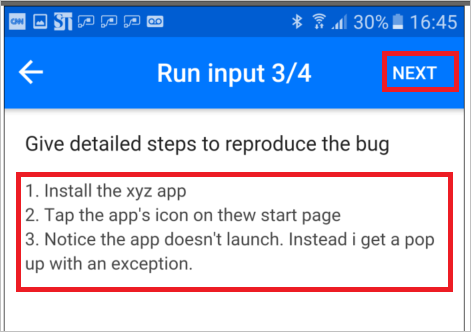 CNN ST 30% 16:45
Run input 3/4 NEXT
Give detailed steps to reproduce the bug
1. Install the xyz app
2. Tap the app's icon on thew start page
3. Notice the app doesn't launch. Instead i get a pop
up with an exception.